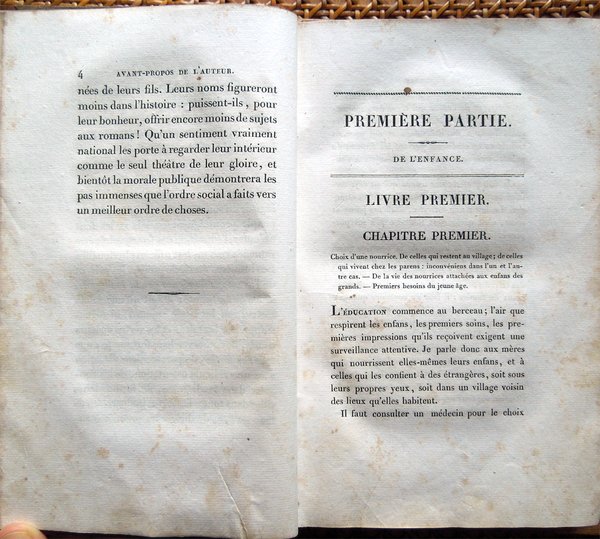 4 AVANT-PROPOS DE L'AUTEUR.
nées de leurs fils. Leurs noms figureront
moins dans l'histoire : puissent-ils, pour
leur bonheur, offrir encore moins de sujets
aux romans! Qu'un sentiment vraiment
national les porte à regarder leur intérieur
comme le seul théâtre de leur gloire, et
bientôt la morale publique démontrera les
pas immenses que l'ordre social a faits vers
un meilleur ordre de choses.
PREMIÈRE PARTIE.
DE L'ENFANCE.
LIVRE PREMIER.
CHAPITRE PREMIER.
Choix d'une nourrice. De celles qui restent au village; de celles
qui vivent chez les parens : inconvéniens dans l'un et l'au-
tre cas. — De la vie des nourrices attachées aux enfans des
grands. — Premiers besoins du jeune âge.
L'ÉDUCATION commence au berceau; l'air que
respirent les enfans, les premiers soins, les pre-
mières impressions qu'ils reçoivent exigent une
surveillance attentive. Je parle donc aux mères
qui nourrissent elles-mêmes leurs enfans, et à
celles qui les confient à des étrangères, soit sous
leurs propres yeux, soit dans un village voisin
des lieux qu'elles habitent.
Il faut consulter un médecin pour le choix